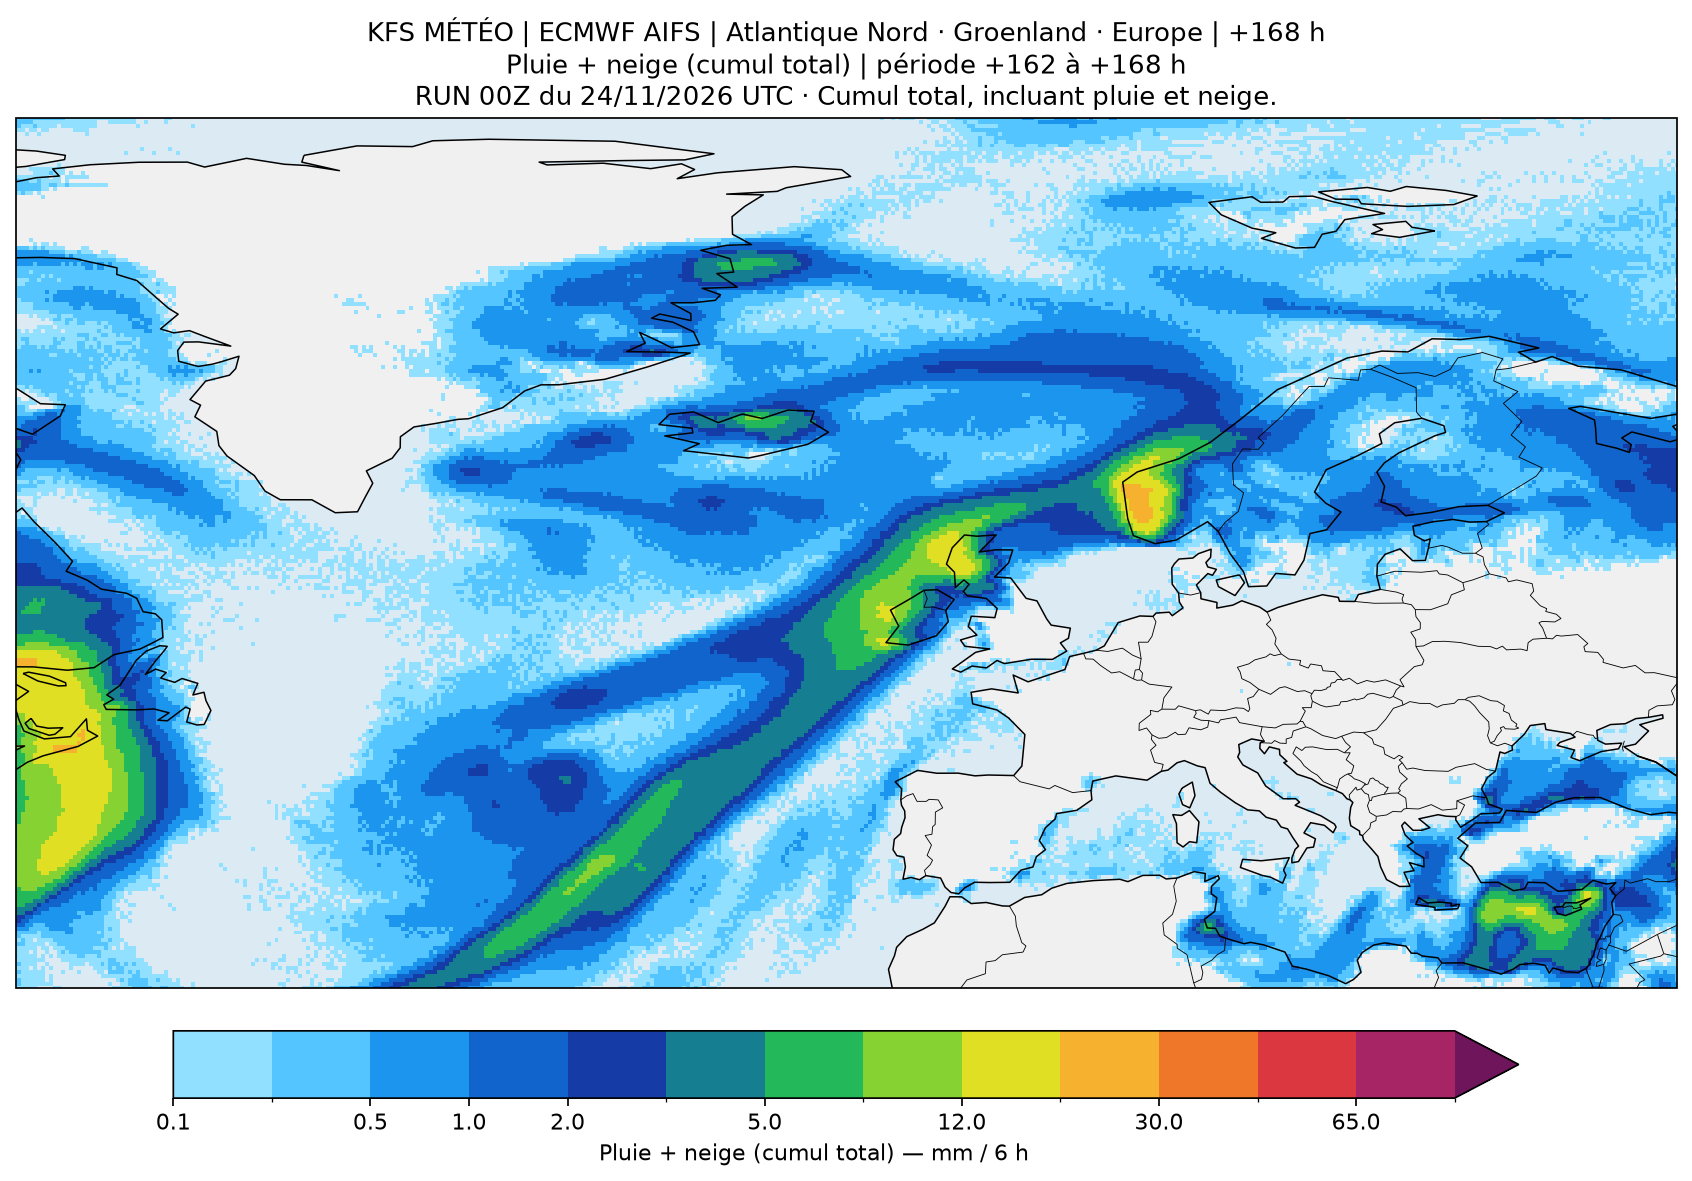 KFS MÉTÉO | ECMWF AIFS | Atlantique Nord · Groenland · Europe | +168 h
Pluie + neige (cumul total) | période +162 à +168 h
RUN 00Z du 24/11/2026 UTC · Cumul total, incluant pluie et neige.
0.1 0.5 1.0 2.0 5.0 12.0 30.0 65.0
Pluie + neige (cumul total) — mm / 6 h